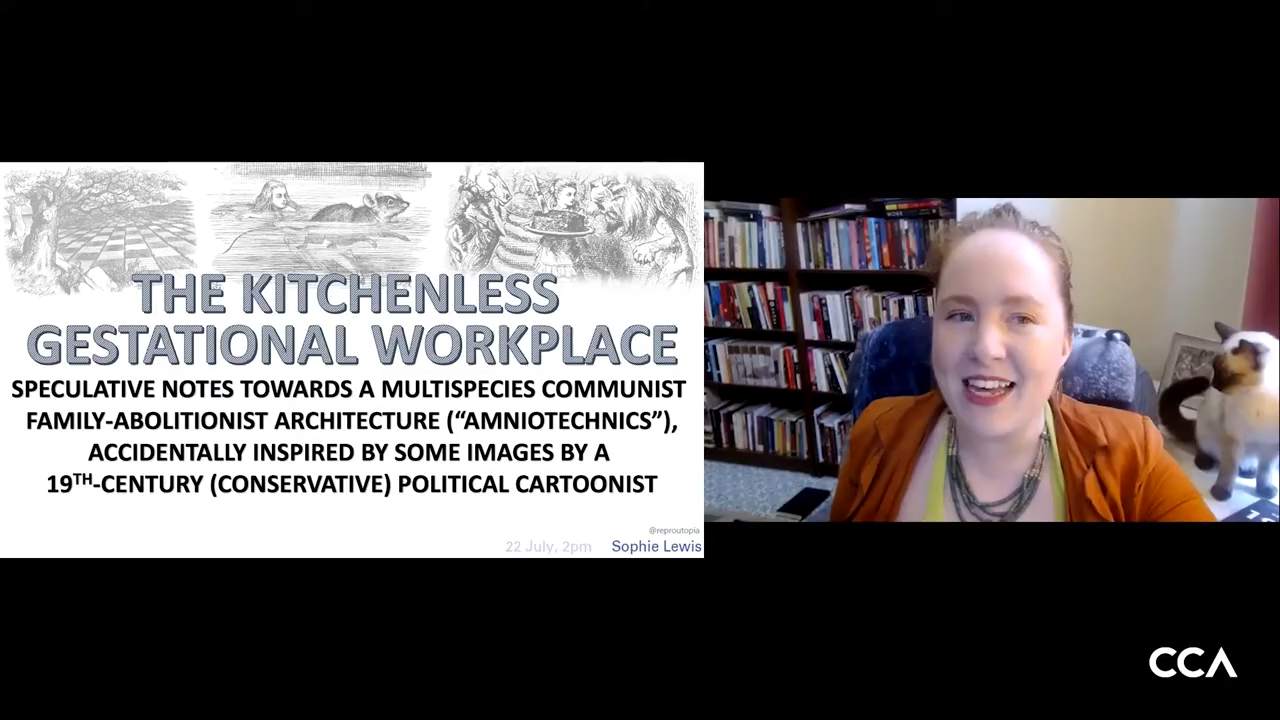 THE KITCHENLESS
GESTATIONAL WORKPLACE
SPECULATIVE NOTES TOWARDS A MULTISPECIES COMMUNIST
FAMILY-ABOLITIONIST ARCHITECTURE (“AMNIOTECHNICS”),
ACCIDENTALLY INSPIRED BY SOME IMAGES BY A
19TH-CENTURY (CONSERVATIVE) POLITICAL CARTOONIST
@reproutopia
22 July, 2pm Sophie Lewis
WORK
CCA